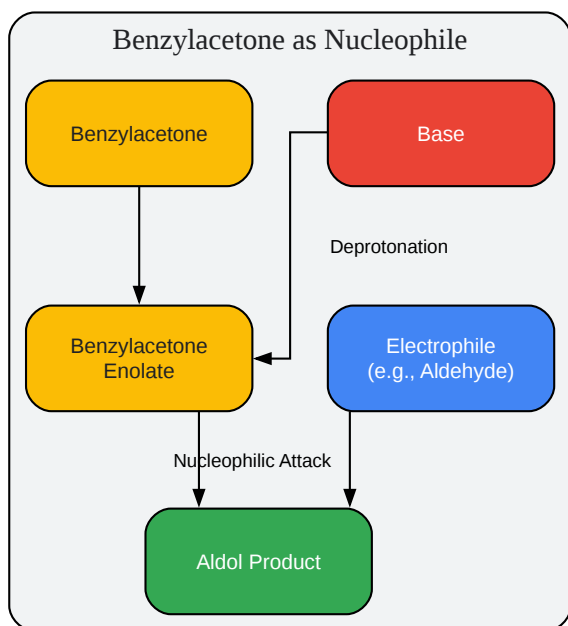 Benzylacetone as Nucleophile
Benzylacetone
Base
Deprotonation
Benzylacetone
Enolate
Electrophile
(e.g., Aldehyde)
Nucleophilic Attack
Aldol Product